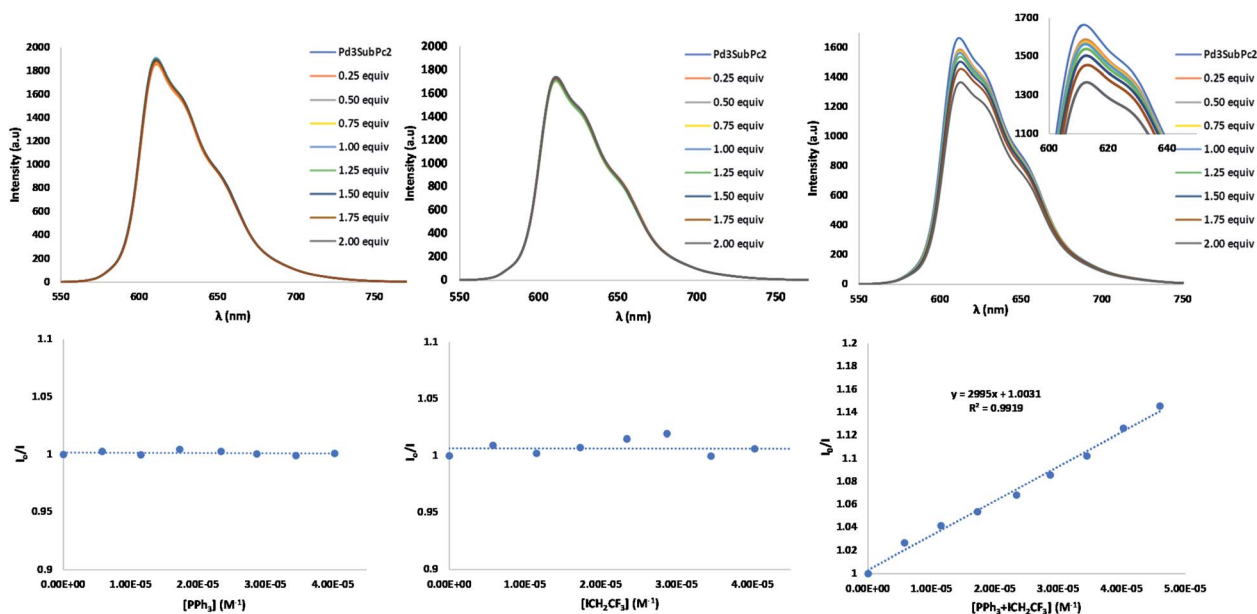 2000
1800
1600
1400
1200
1000
800
600
400
200
0
Intensity (a.u)
550
600
650
700
750
λ (nm)
Pd3SubPc2
0.25 equiv
0.50 equiv
0.75 equiv
1.00 equiv
1.25 equiv
1.50 equiv
1.75 equiv
2.00 equiv
2000
1800
1600
1400
1200
1000
800
600
400
200
0
Intensity (a.u)
550
600
650
700
750
λ (nm)
Pd3SubPc2
0.25 equiv
0.50 equiv
0.75 equiv
1.00 equiv
1.25 equiv
1.50 equiv
1.75 equiv
2.00 equiv
1600
1400
1200
1000
800
600
400
200
0
Intensity (a.u)
550
600
650
700
750
λ (nm)
1700
1500
1300
1100
600
620
640
Pd3SubPc2
0.25 equiv
0.50 equiv
0.75 equiv
1.00 equiv
1.25 equiv
1.50 equiv
1.75 equiv
2.00 equiv
1.1
1.05
1
0.95
0.9
I₀/I
0.00E+00
1.00E-05
2.00E-05
3.00E-05
4.00E-05
[PPh₃] (M⁻¹)
1.1
1.05
1
0.95
0.9
I₀/I
0.00E+00
1.00E-05
2.00E-05
3.00E-05
4.00E-05
[ICH₂CF₃] (M⁻¹)
1.2
1.18
1.16
1.14
1.12
1.1
1.08
1.06
1.04
1.02
1
I₀/I
y = 2995x + 1.0031
R² = 0.9919
0.00E+00
1.00E-05
2.00E-05
3.00E-05
4.00E-05
5.00E-05
[PPh₃+ICH₂CF₃] (M⁻¹)